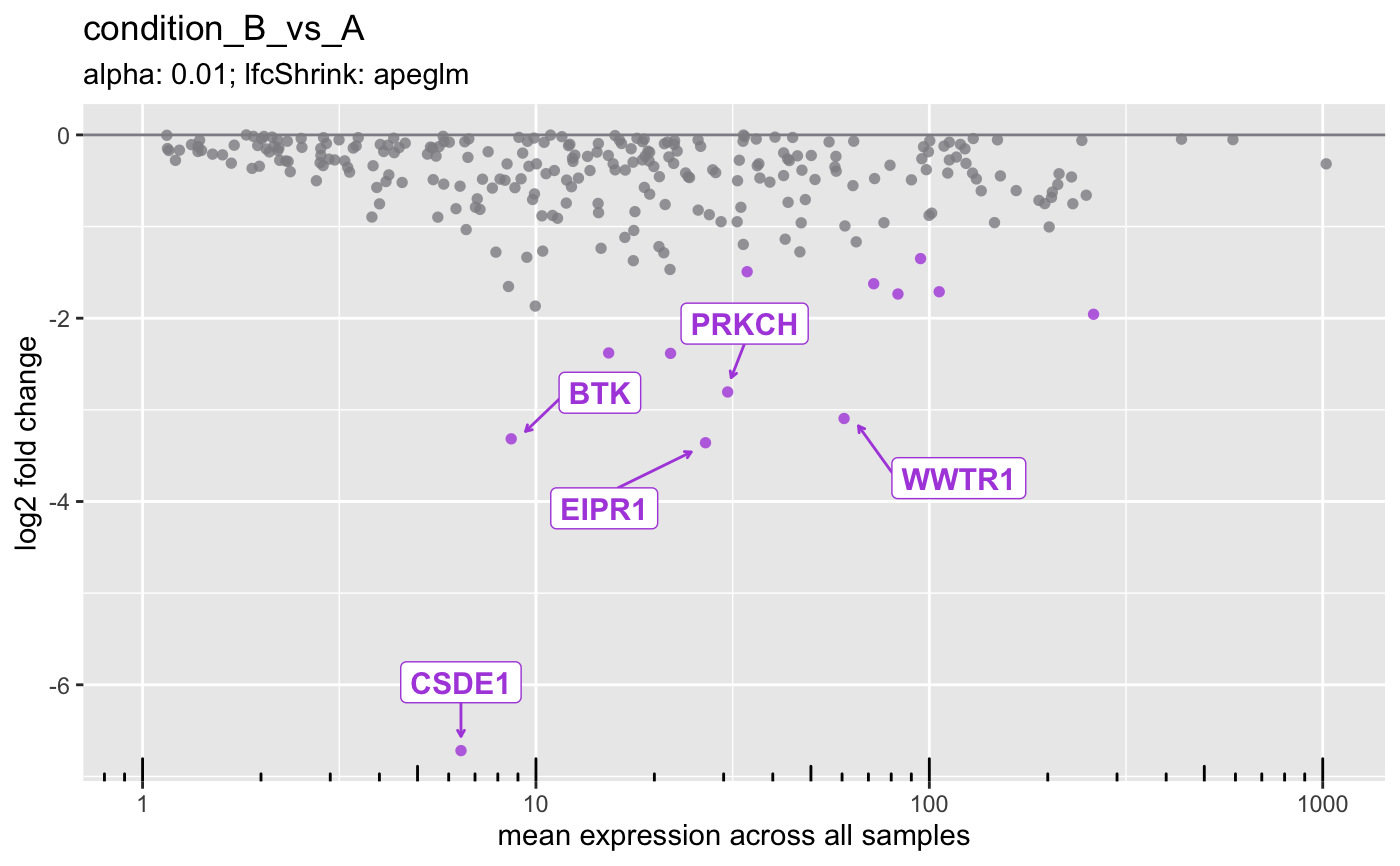 condition_B_vs_A
alpha: 0.01; lfcShrink: apeglm
log2 fold change
0
-2
-4
-6
PRKCH
BTK
WWTR1
EIPR1
CSDE1
1 10 100 1000
mean expression across all samples